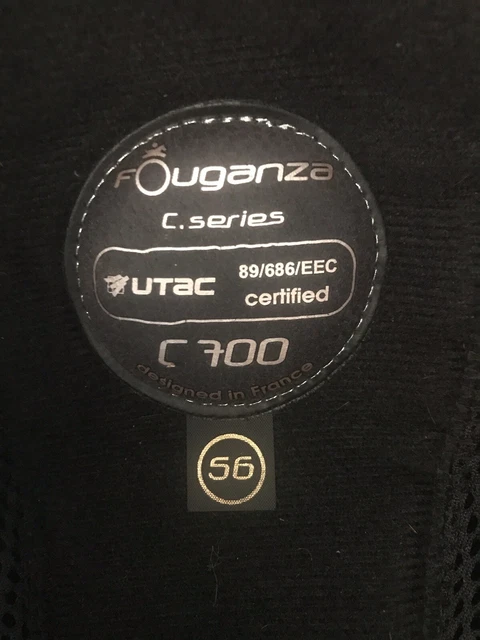 FOuganza
C.series
UTAC 89/686/EEC
certified
C 700
designed in France
56